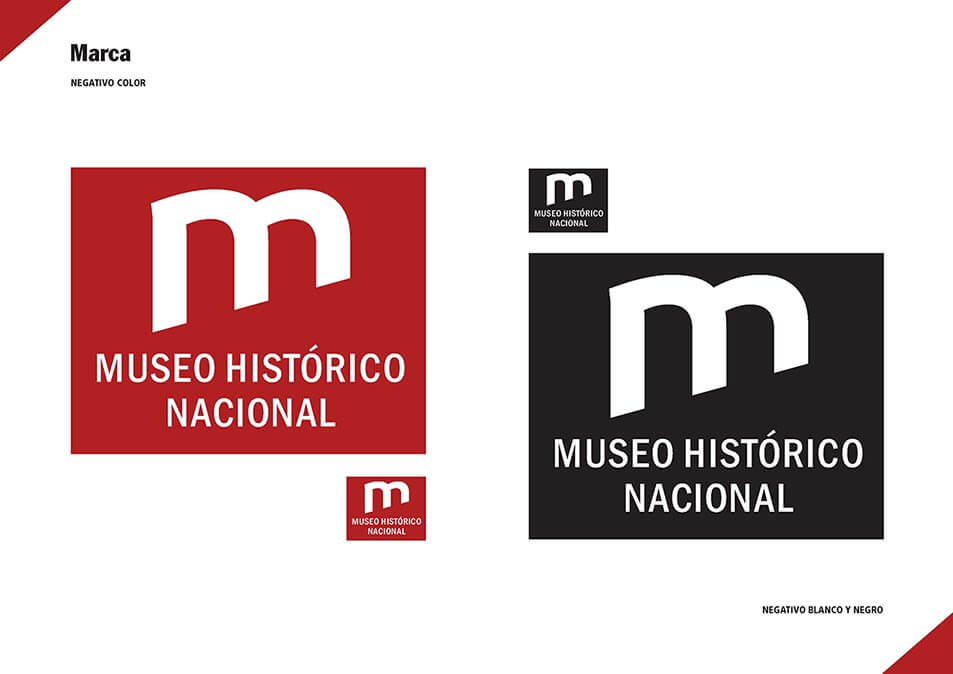 Marca
NEGATIVO COLOR
m
MUSEO HISTÓRICO
NACIONAL
m
MUSEO HISTÓRICO
NACIONAL
m
MUSEO HISTÓRICO
NACIONAL
m
MUSEO HISTÓRICO
NACIONAL
NEGATIVO BLANCO Y NEGRO